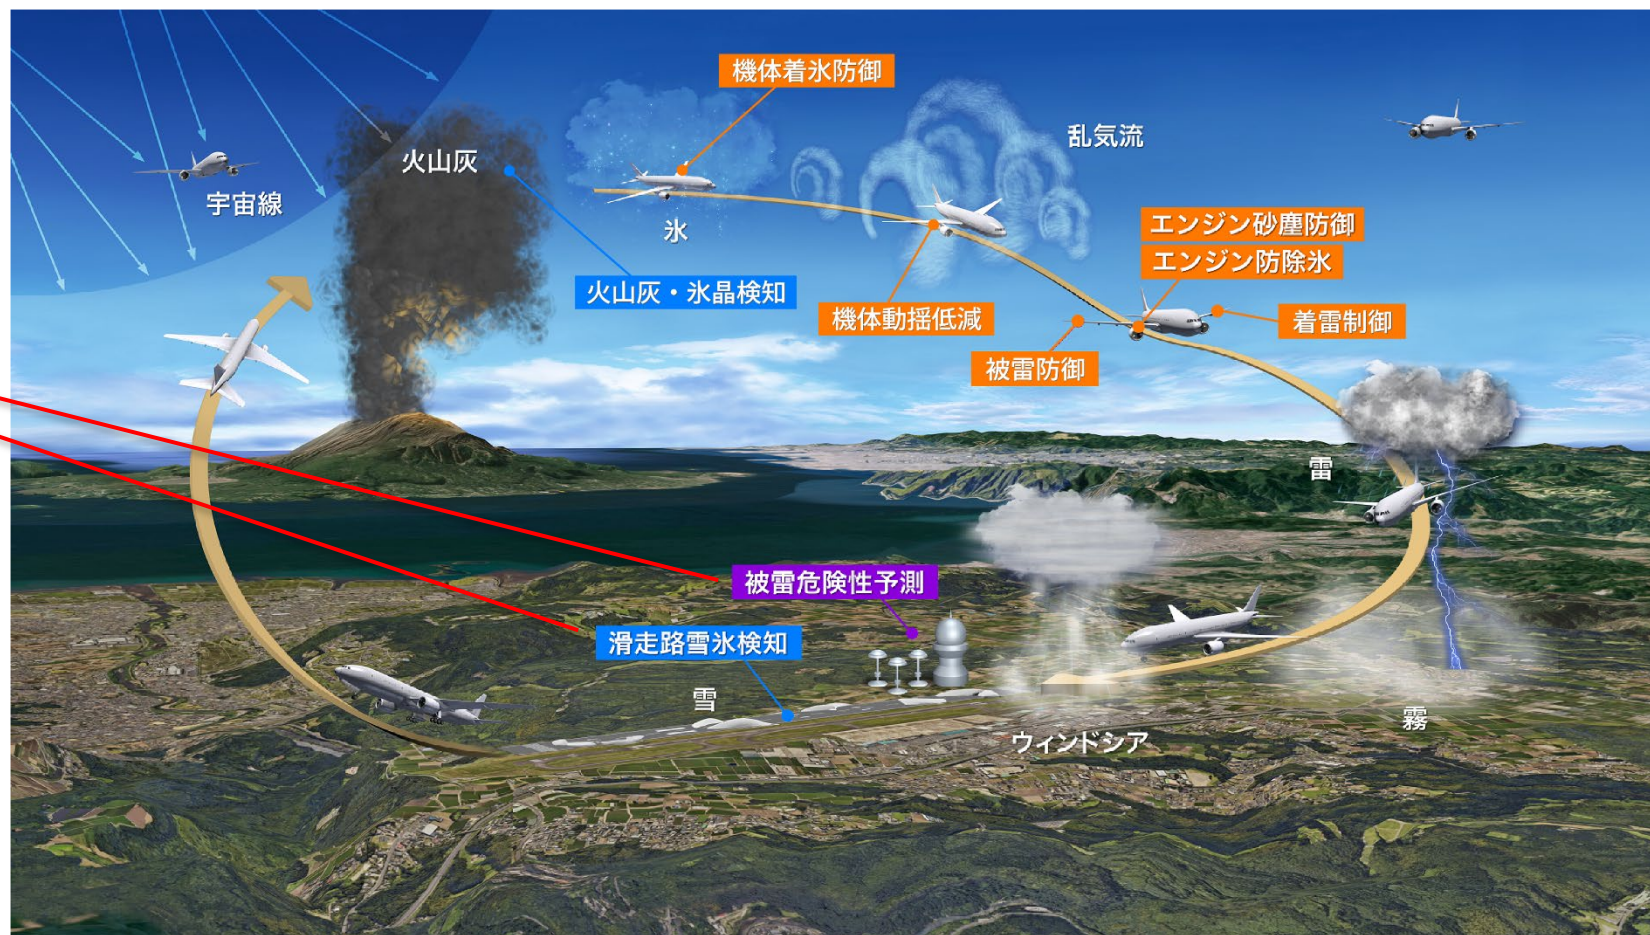 機体着氷防御
乱気流
火山灰
宇宙線
氷
エンジン砂塵防御
エンジン防除氷
火山灰・氷晶検知
機体動揺低減
着雷制御
被雷防御
雷
被雷危険性予測
滑走路雪氷検知
雪
霧
ウィンドシア